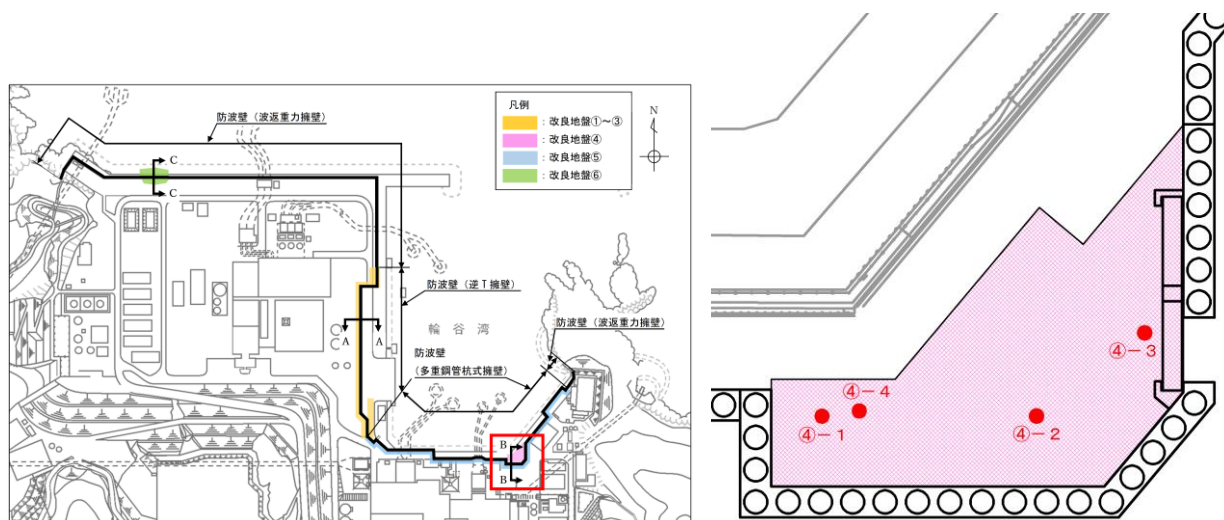 防波壁（波返重力擁壁）
凡例
：改良地盤①～③
：改良地盤④
：改良地盤⑤
：改良地盤⑥
N
C
C
防波壁（逆Ｔ擁壁）
輪谷湾
防波壁（波返重力擁壁）
A
A
防波壁
（多重鋼管杭式擁壁）
B
B
④－３
④－４
④－１
④－２